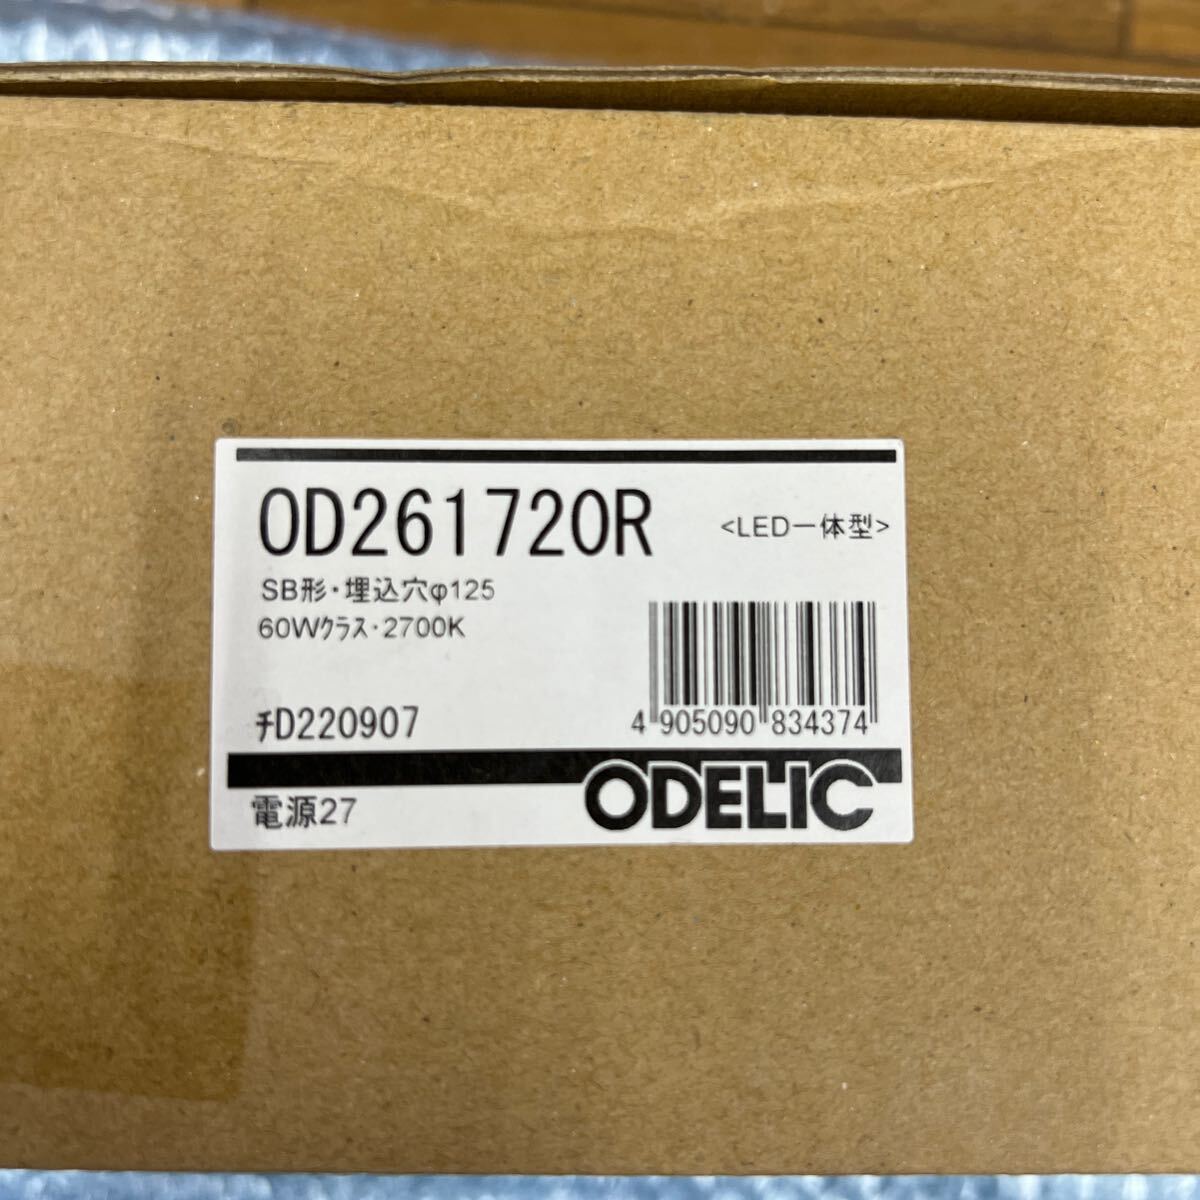 OD261720R <LED一体型>
SB形・埋込穴φ125
60Wｸﾗｽ・2700K
ﾁD220907
4 905090 834374
電源27
ODELIC